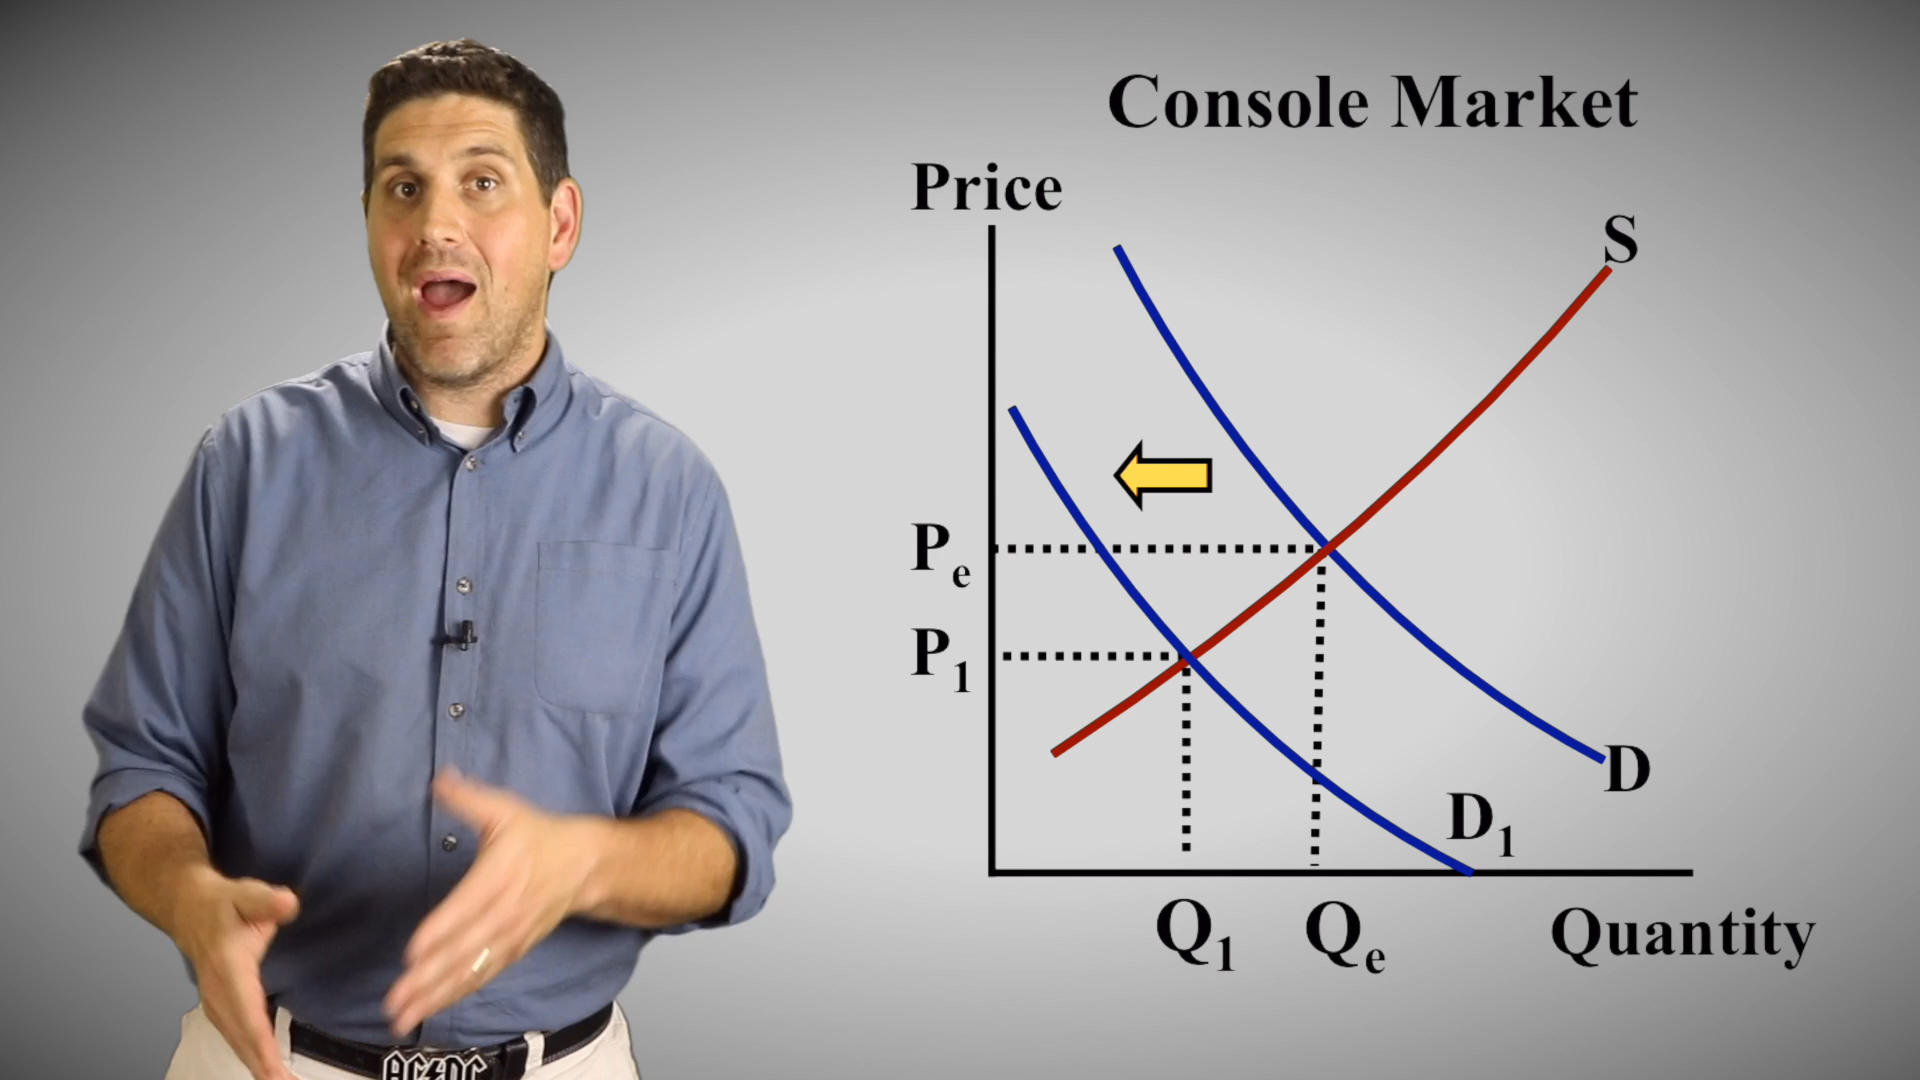 Console Market
Price
S
Pe
P1
D
D1
Q1
Qe
Quantity
AC⚡DC